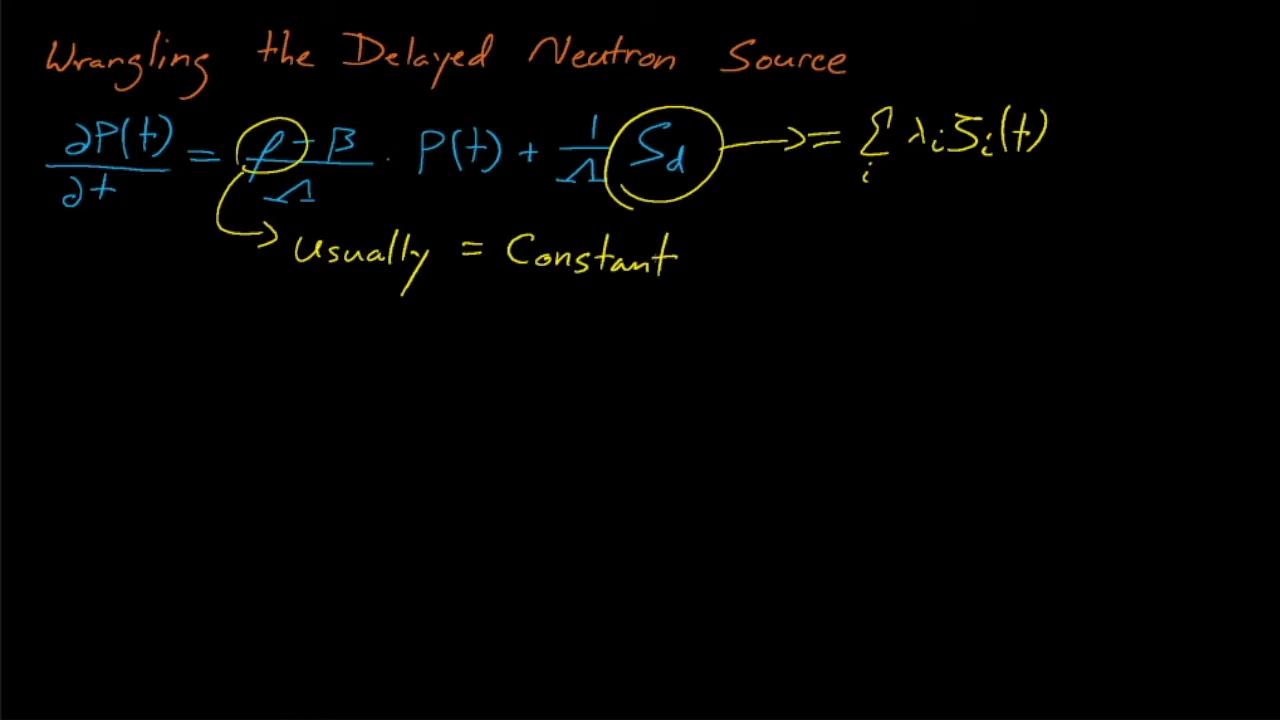 Wrangling the Delayed Neutron Source
∂P(t)/∂t = (ρ - β)/Λ · P(t) + 1/Λ S_d → = Σ_i λ_i ζ_i(t)
→ usually = Constant